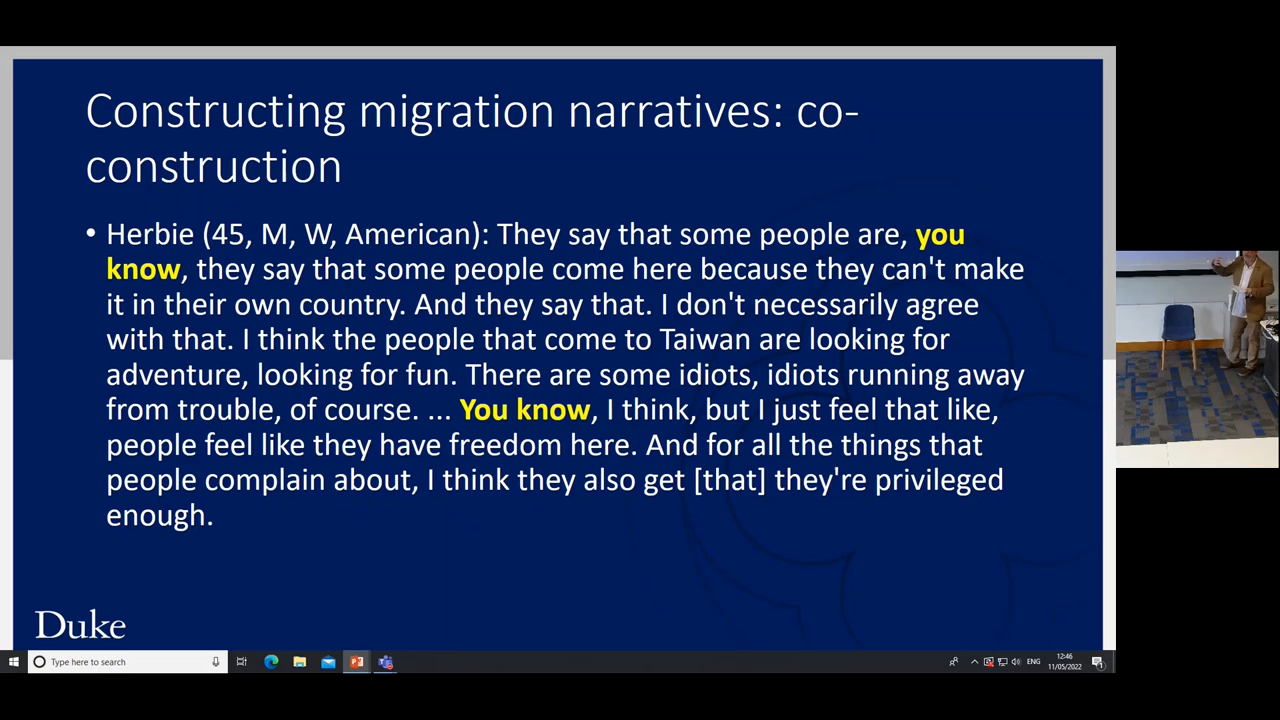 Constructing migration narratives: co-
construction
• Herbie (45, M, W, American): They say that some people are, you
know, they say that some people come here because they can't make
it in their own country. And they say that. I don't necessarily agree
with that. I think the people that come to Taiwan are looking for
adventure, looking for fun. There are some idiots, idiots running away
from trouble, of course. ... You know, I think, but I just feel that like,
people feel like they have freedom here. And for all the things that
people complain about, I think they also get [that] they're privileged
enough.
Duke
Type here to search
ENG
12:46
11/05/2022